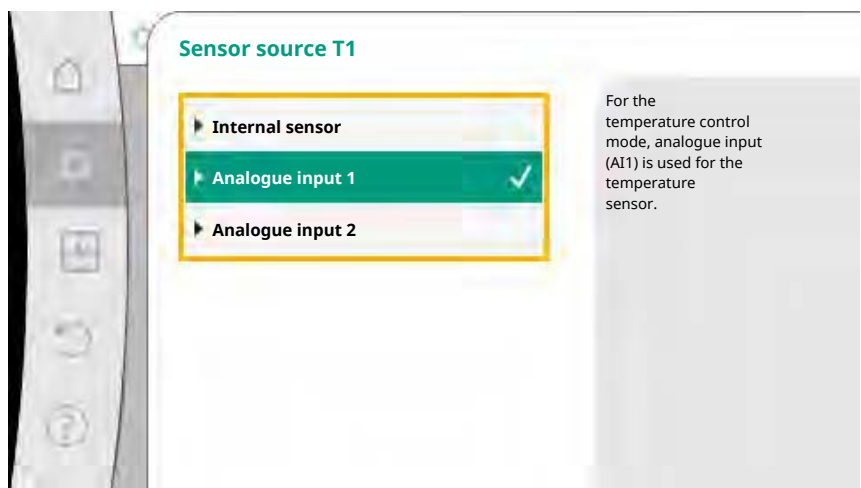 Sensor source T1
Internal sensor
Analogue input 1
Analogue input 2
For the
temperature control
mode, analogue input
(AI1) is used for the
temperature
sensor.